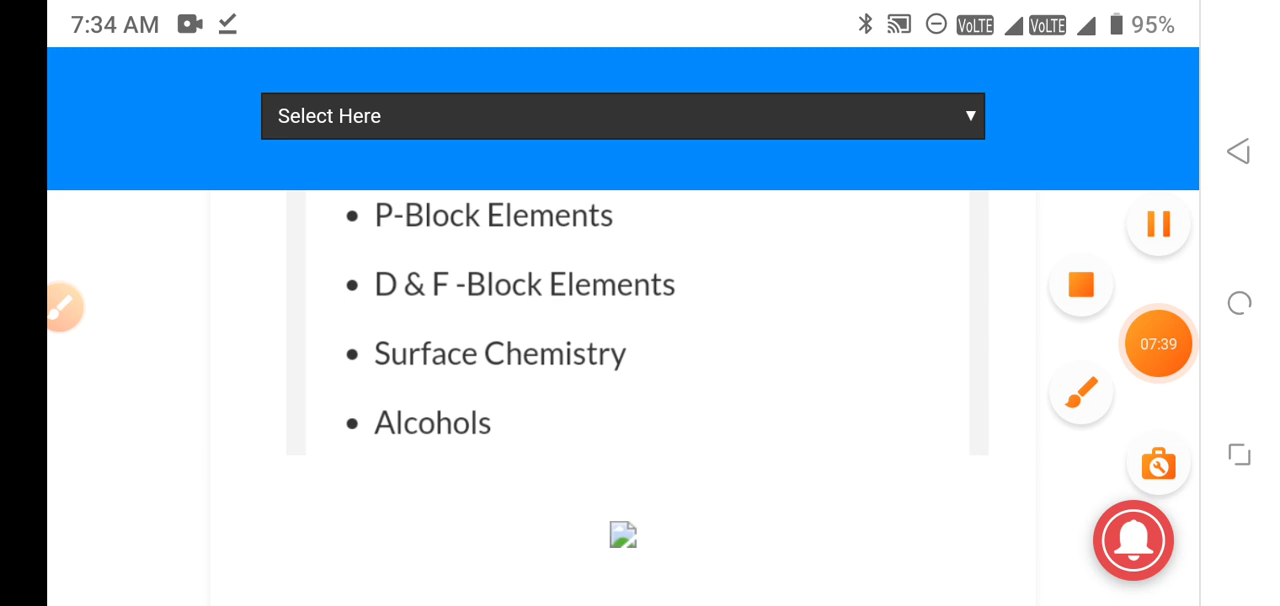 7:34 AM VoLTE VoLTE 95%
Select Here
• P-Block Elements
• D & F -Block Elements
• Surface Chemistry
07:39
• Alcohols